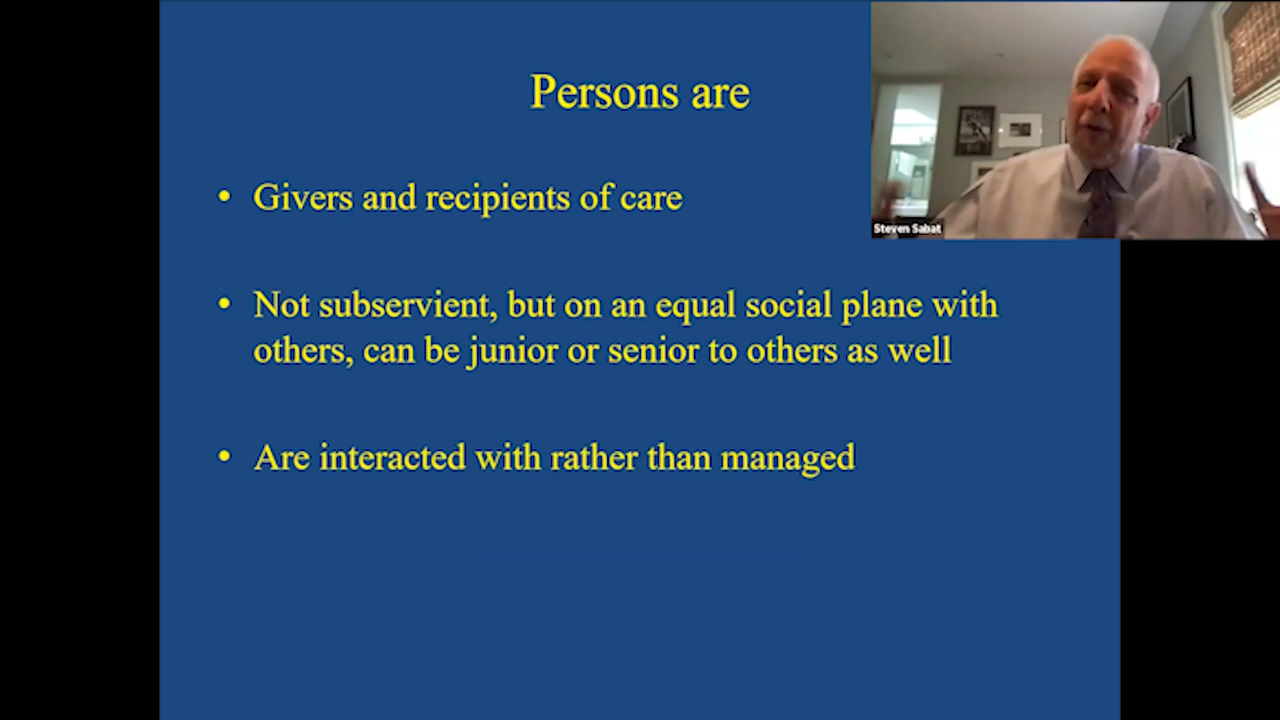 Persons are
• Givers and recipients of care
Steven Sabat
• Not subservient, but on an equal social plane with
others, can be junior or senior to others as well
• Are interacted with rather than managed